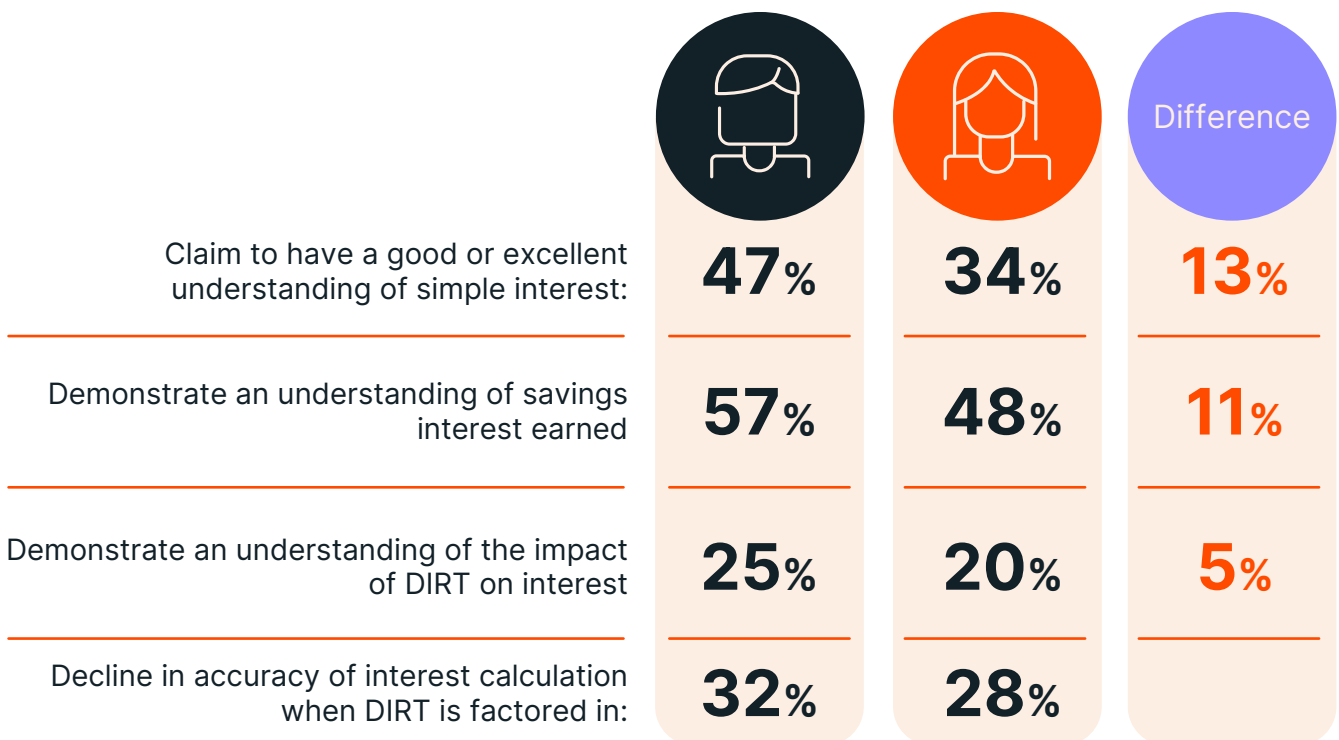 Difference
Claim to have a good or excellent
understanding of simple interest:
47% 34% 13%
Demonstrate an understanding of savings
interest earned
57% 48% 11%
Demonstrate an understanding of the impact
of DIRT on interest
25% 20% 5%
Decline in accuracy of interest calculation
when DIRT is factored in:
32% 28%